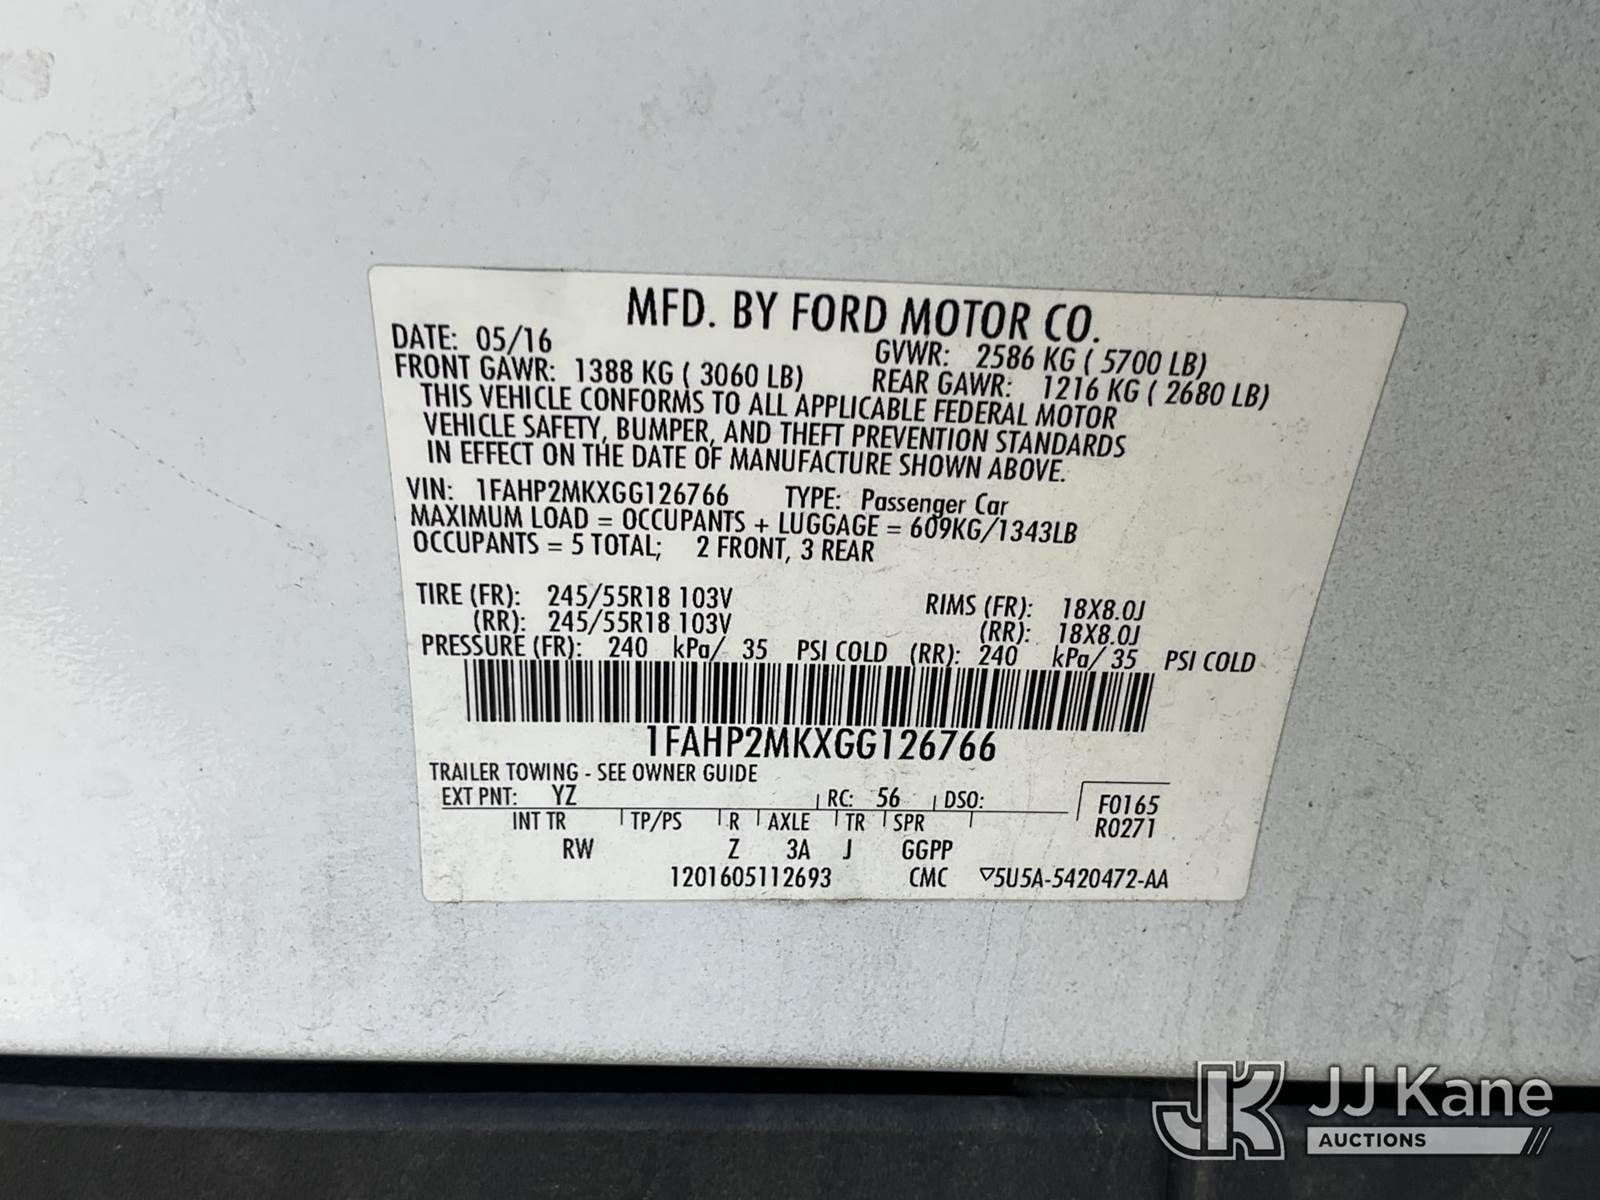 MFD. BY FORD MOTOR CO.
DATE: 05/16 GVWR: 2586 KG ( 5700 LB)
FRONT GAWR: 1388 KG ( 3060 LB) REAR GAWR: 1216 KG ( 2680 LB)
THIS VEHICLE CONFORMS TO ALL APPLICABLE FEDERAL MOTOR
VEHICLE SAFETY, BUMPER, AND THEFT PREVENTION STANDARDS
IN EFFECT ON THE DATE OF MANUFACTURE SHOWN ABOVE.
VIN: 1FAHP2MKXGG126766 TYPE: Passenger Car
MAXIMUM LOAD = OCCUPANTS + LUGGAGE = 609KG/1343LB
OCCUPANTS = 5 TOTAL; 2 FRONT, 3 REAR
TIRE (FR): 245/55R18 103V RIMS (FR): 18X8.0J
(RR): 245/55R18 103V (RR): 18X8.0J
PRESSURE (FR): 240 kPa/ 35 PSI COLD (RR): 240 kPa/ 35 PSI COLD
1FAHP2MKXGG126766
TRAILER TOWING - SEE OWNER GUIDE
EXT PNT: YZ RC: 56 DSO: F0165
INT TR TP/PS R AXLE TR SPR R0271
RW Z 3A J GGPP
1201605112693 CMC ▽5U5A-5420472-AA
JK JJ Kane
AUCTIONS